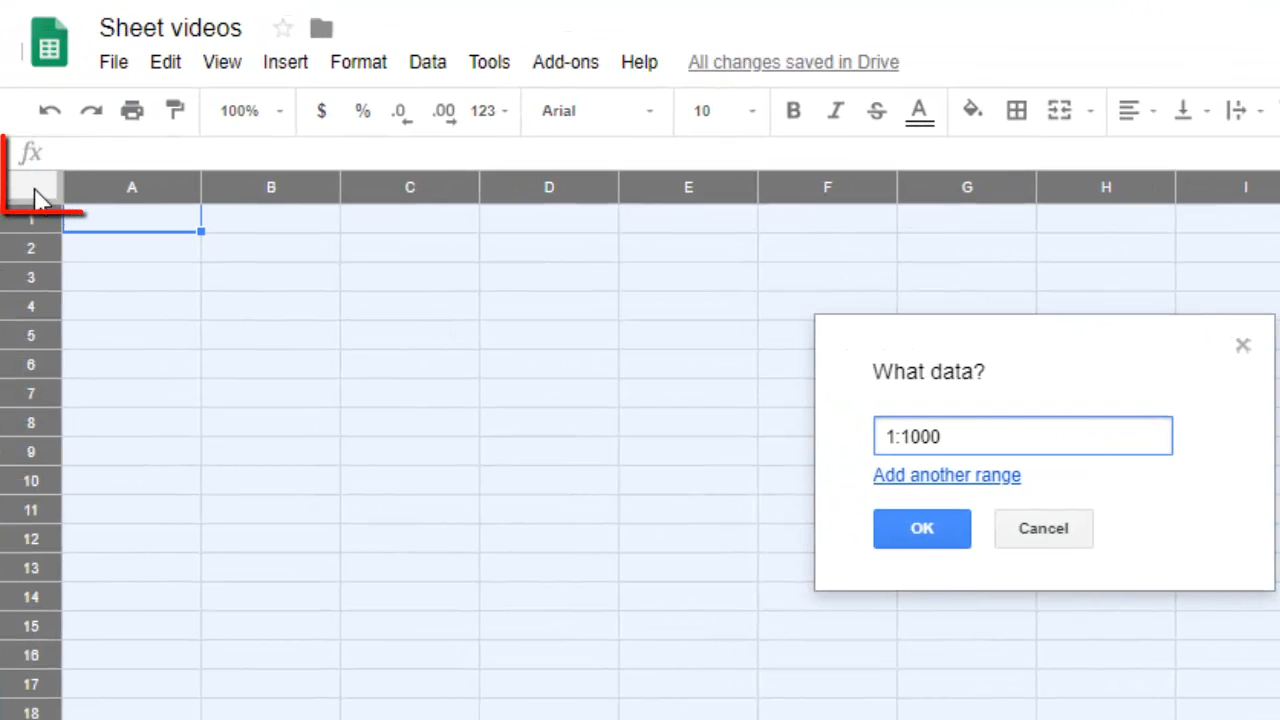 Sheet videos
File Edit View Insert Format Data Tools Add-ons Help All changes saved in Drive
100% $ % .0 .00 123 Arial 10 B I S A
fx
A B C D E F G H I
1
2
3
4
What data?
5
6
7
1:1000
8
Add another range
9
10
OK Cancel
11
12
13
14
15
16
17
18